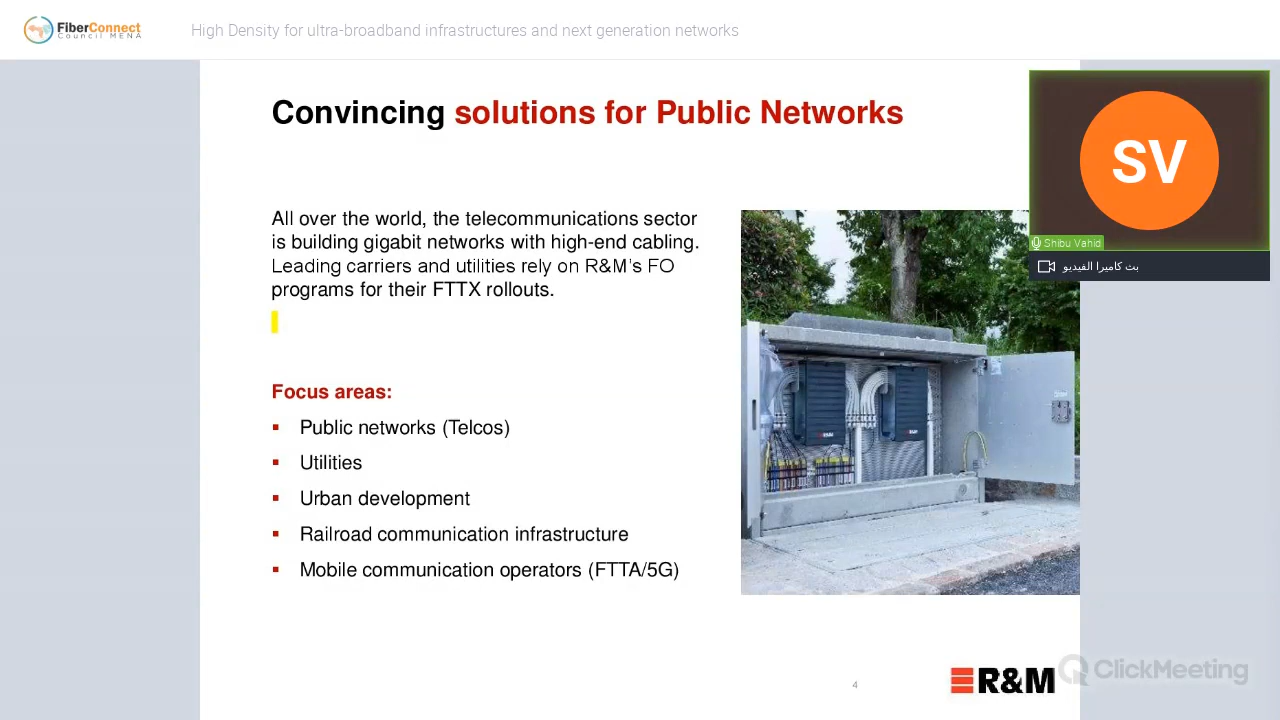 FiberConnect
Council MENA
High Density for ultra-broadband infrastructures and next generation networks
Convincing solutions for Public Networks
SV
Shibu Vahid
بث كاميرا الفيديو
All over the world, the telecommunications sector
is building gigabit networks with high-end cabling.
Leading carriers and utilities rely on R&M's FO
programs for their FTTX rollouts.
Focus areas:
Public networks (Telcos)
Utilities
Urban development
Railroad communication infrastructure
Mobile communication operators (FTTA/5G)
R&M
R&M
4
R&M
ClickMeeting